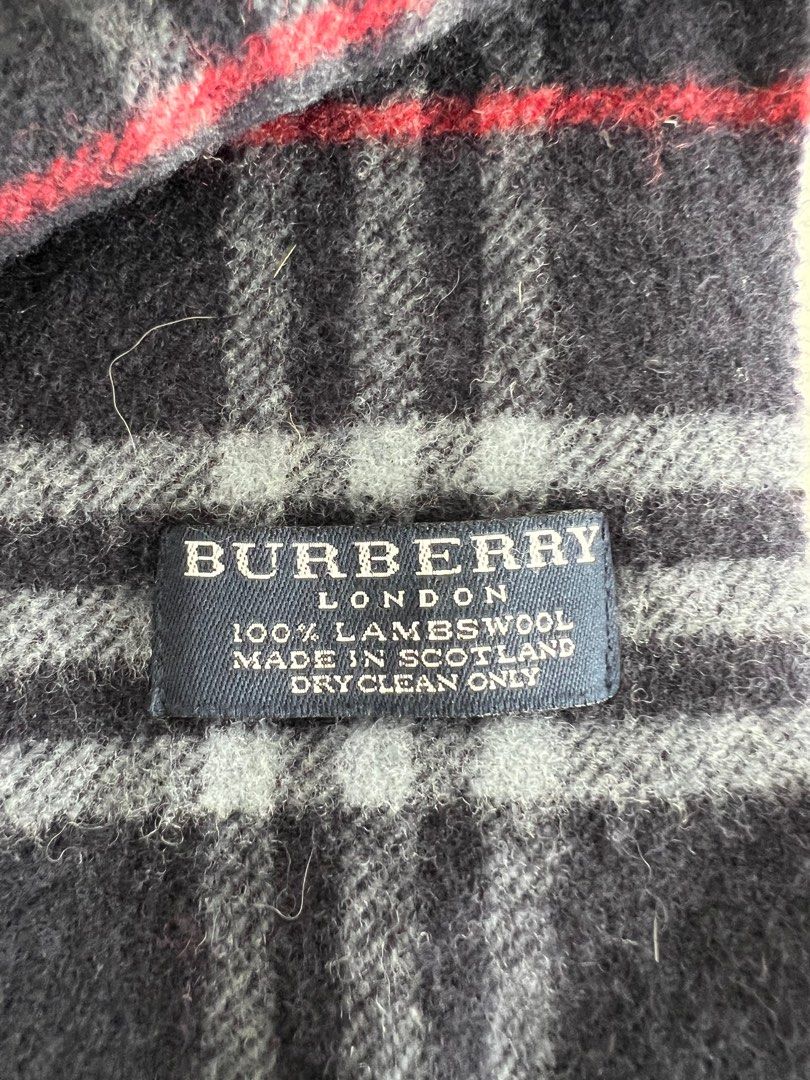 BURBERRY
LONDON
100% LAMBSWOOL
MADE IN SCOTLAND
DRY CLEAN ONLY